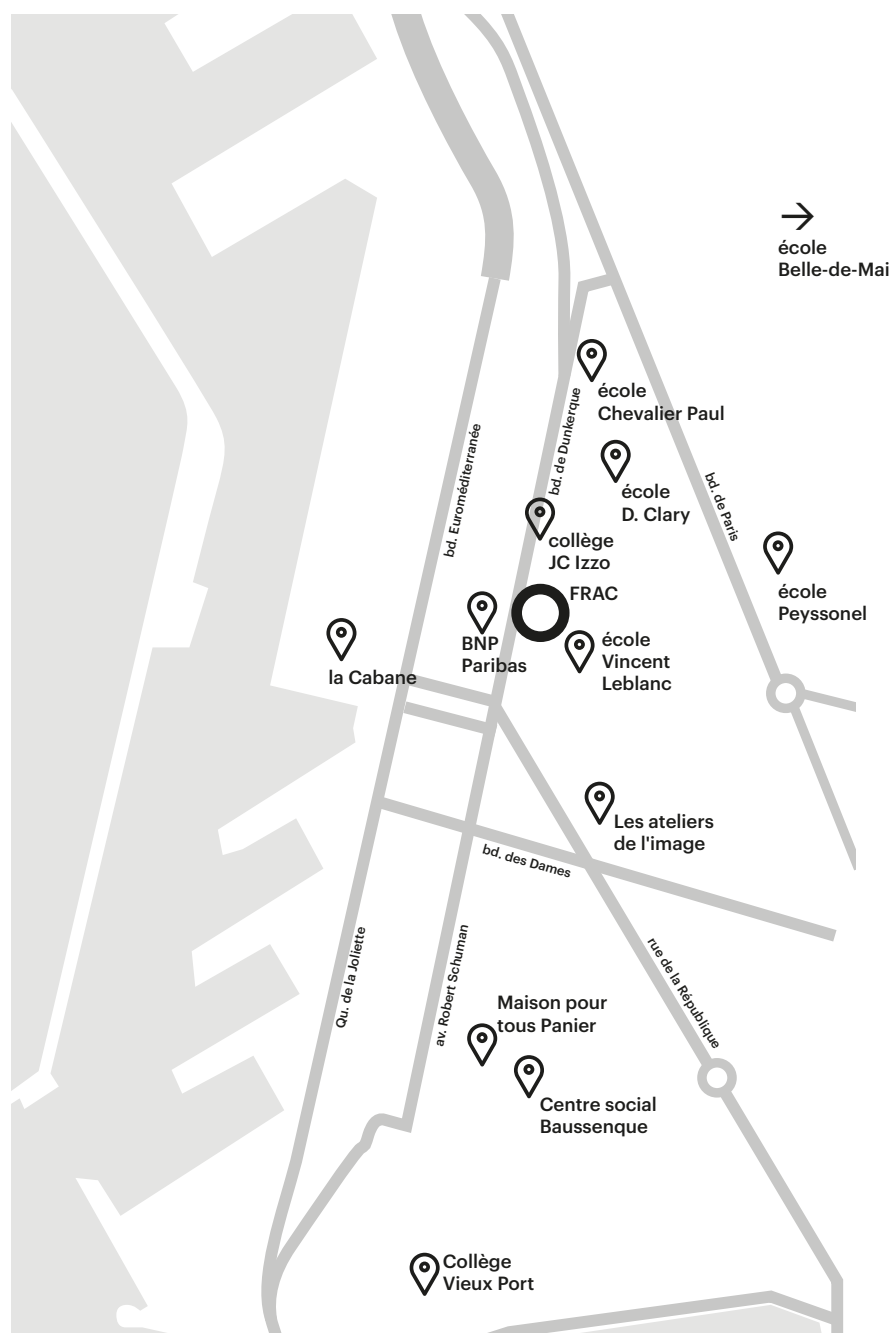 école
Belle-de-Mai
école
Chevalier Paul
bd. de Dunkerque
bd. Euroméditerranée
école
D. Clary
bd. de Paris
collège
JC Izzo
FRAC
école
Peyssonel
BNP
Paribas
école
Vincent
Leblanc
la Cabane
Les ateliers
de l'image
bd. des Dames
Qu. de la Joliette
av. Robert Schuman
rue de la République
Maison pour
tous Panier
Centre social
Baussenque
Collège
Vieux Port